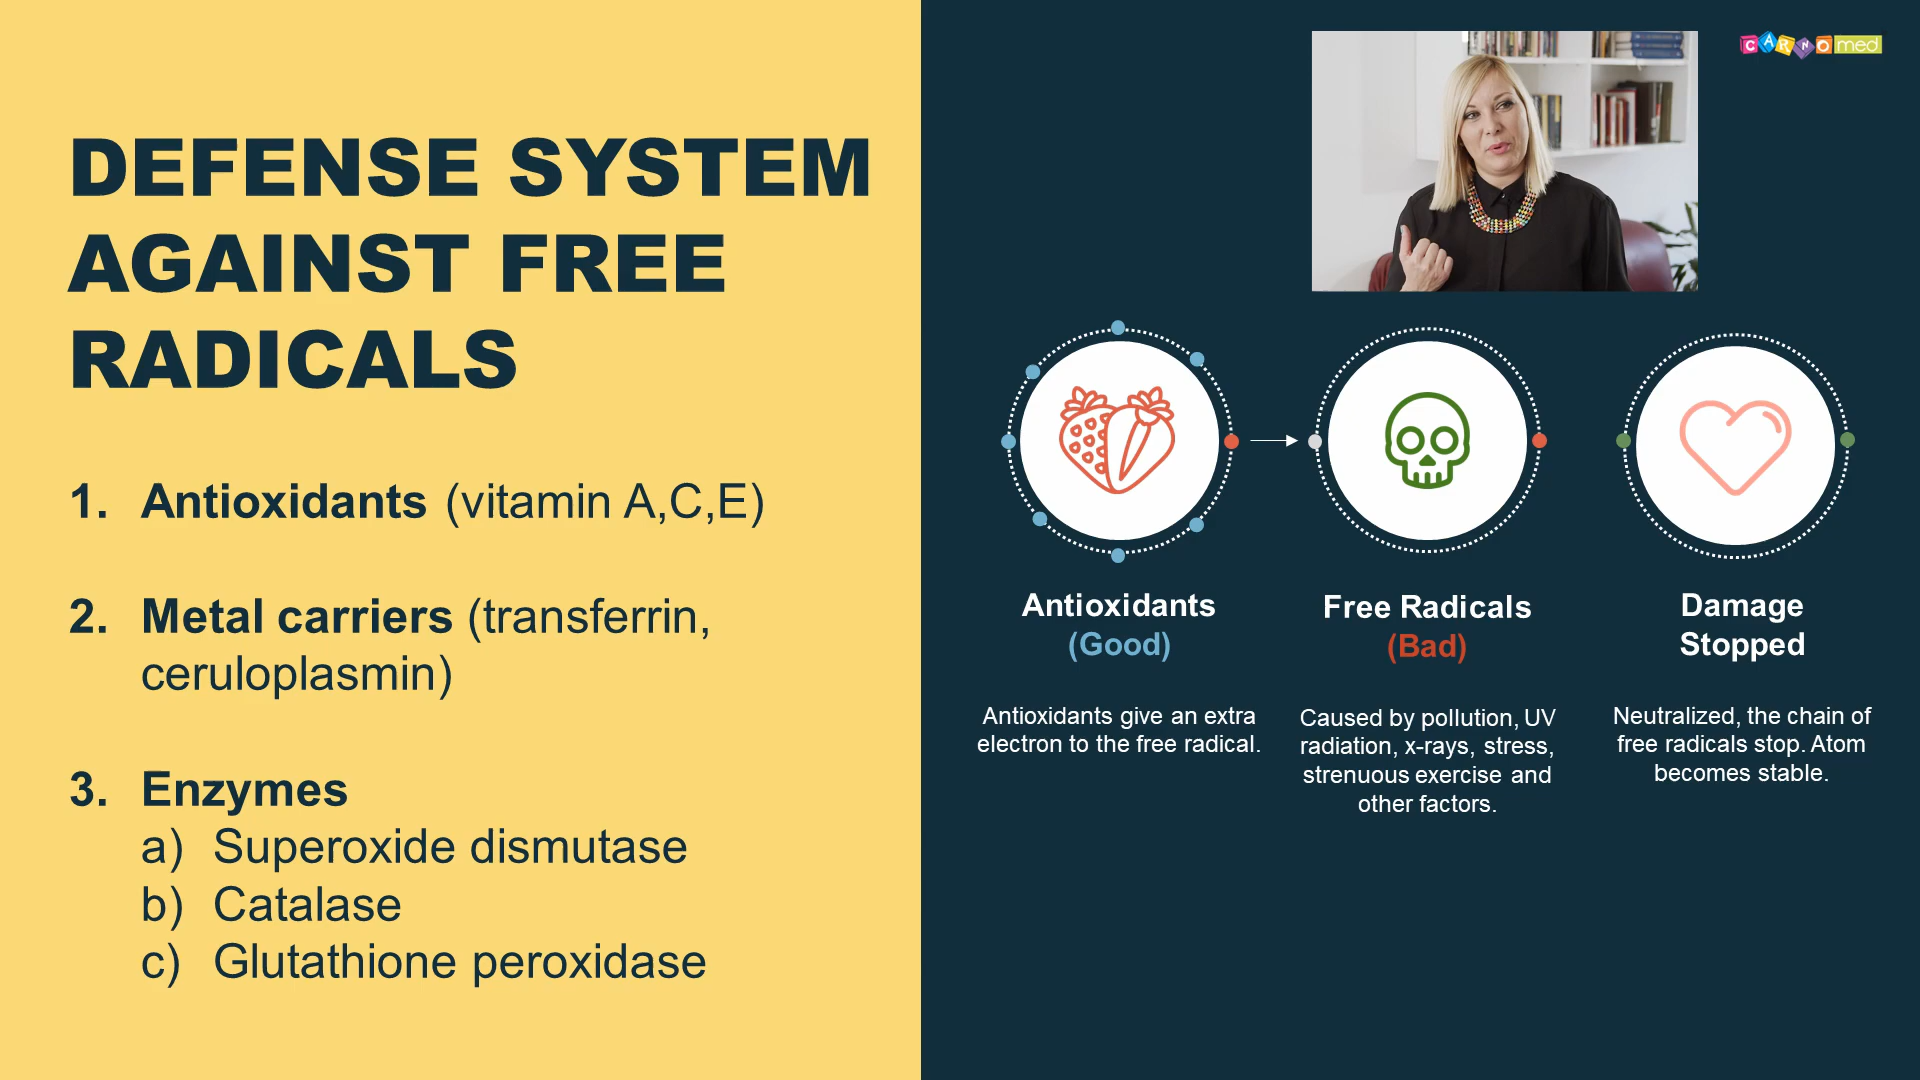 DEFENSE SYSTEM
AGAINST FREE
RADICALS
1. Antioxidants (vitamin A,C,E)
2. Metal carriers (transferrin,
ceruloplasmin)
3. Enzymes
a) Superoxide dismutase
b) Catalase
c) Glutathione peroxidase
CARNOmed
Antioxidants
(Good)
Antioxidants give an extra
electron to the free radical.
Free Radicals
(Bad)
Caused by pollution, UV
radiation, x-rays, stress,
strenuous exercise and
other factors.
Damage
Stopped
Neutralized, the chain of
free radicals stop. Atom
becomes stable.